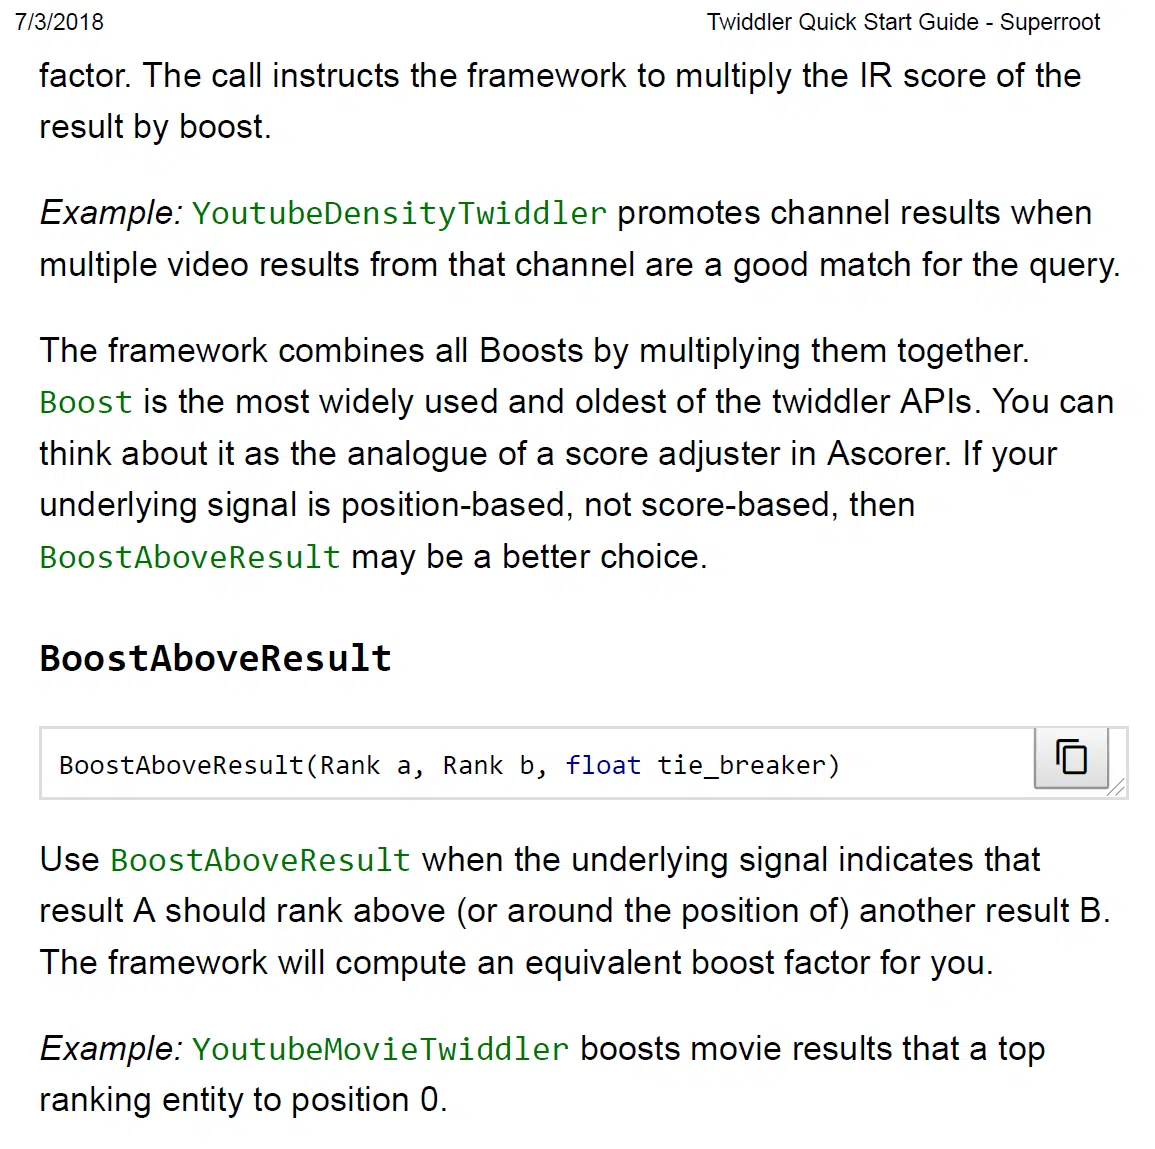 7/3/2018 Twiddler Quick Start Guide - Superroot
factor. The call instructs the framework to multiply the IR score of the
result by boost.
Example: YoutubeDensityTwiddler promotes channel results when
multiple video results from that channel are a good match for the query.
The framework combines all Boosts by multiplying them together.
Boost is the most widely used and oldest of the twiddler APIs. You can
think about it as the analogue of a score adjuster in Ascorer. If your
underlying signal is position-based, not score-based, then
BoostAboveResult may be a better choice.
BoostAboveResult
BoostAboveResult(Rank a, Rank b, float tie_breaker)
Use BoostAboveResult when the underlying signal indicates that
result A should rank above (or around the position of) another result B.
The framework will compute an equivalent boost factor for you.
Example: YoutubeMovieTwiddler boosts movie results that a top
ranking entity to position 0.